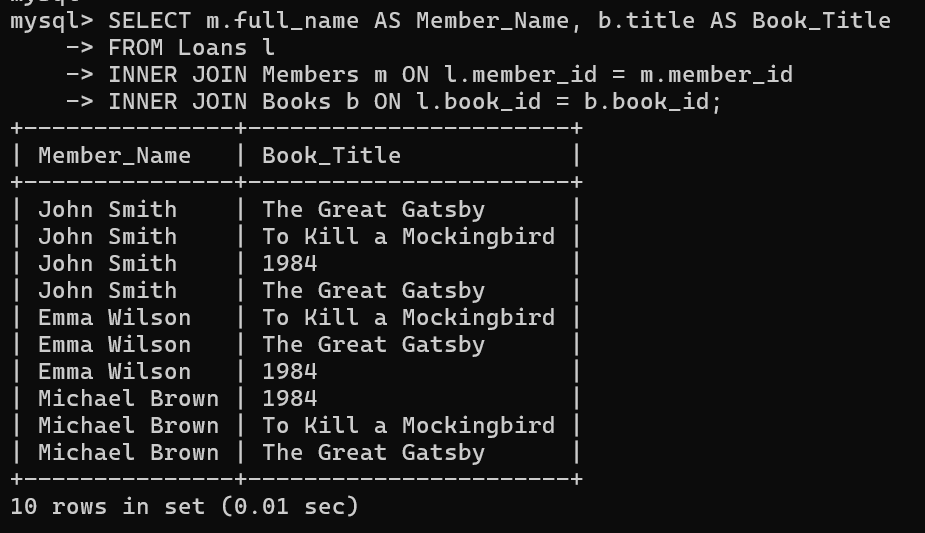 mysql>
mysql> SELECT m.full_name AS Member_Name, b.title AS Book_Title
    -> FROM Loans l
    -> INNER JOIN Members m ON l.member_id = m.member_id
    -> INNER JOIN Books b ON l.book_id = b.book_id;
+---------------+-----------------------+
| Member_Name   | Book_Title            |
+---------------+-----------------------+
| John Smith    | The Great Gatsby      |
| John Smith    | To Kill a Mockingbird |
| John Smith    | 1984                  |
| John Smith    | The Great Gatsby      |
| Emma Wilson   | To Kill a Mockingbird |
| Emma Wilson   | The Great Gatsby      |
| Emma Wilson   | 1984                  |
| Michael Brown | 1984                  |
| Michael Brown | To Kill a Mockingbird |
| Michael Brown | The Great Gatsby      |
+---------------+-----------------------+
10 rows in set (0.01 sec)